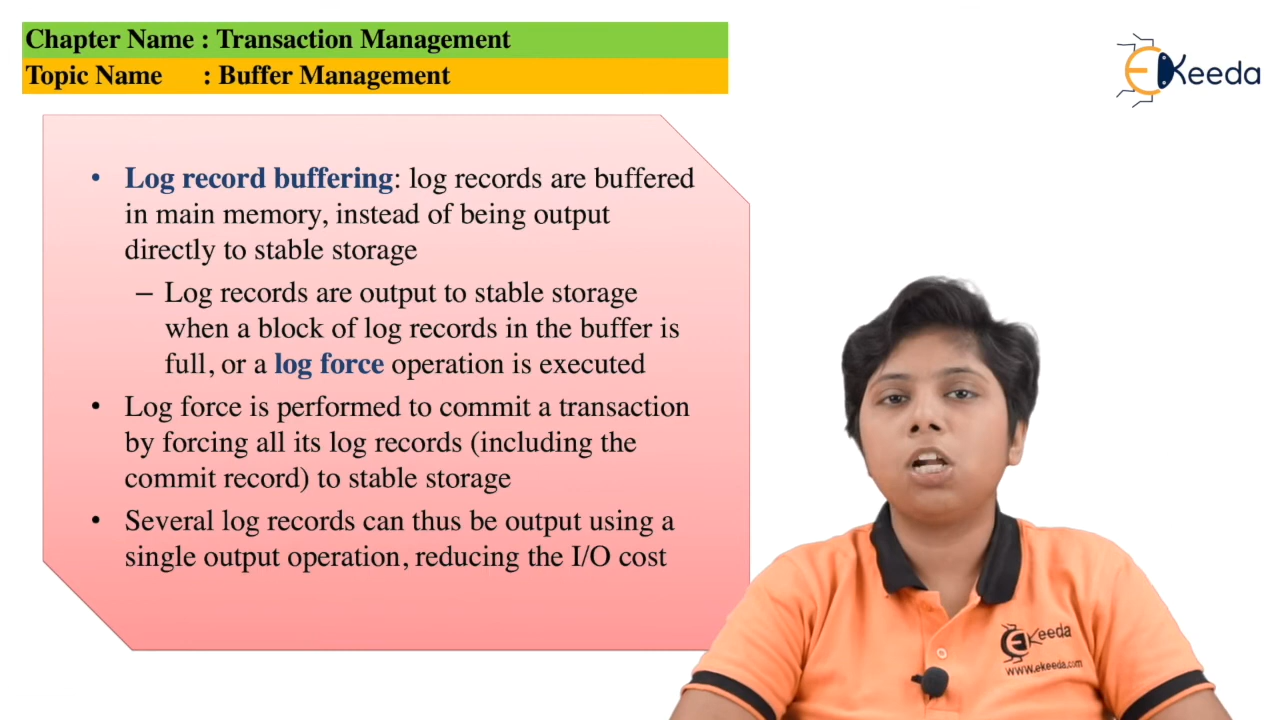 Chapter Name : Transaction Management
Topic Name : Buffer Management
EKeeda
• Log record buffering: log records are buffered
in main memory, instead of being output
directly to stable storage
– Log records are output to stable storage
when a block of log records in the buffer is
full, or a log force operation is executed
• Log force is performed to commit a transaction
by forcing all its log records (including the
commit record) to stable storage
• Several log records can thus be output using a
single output operation, reducing the I/O cost
EKeeda
www.ekeeda.com